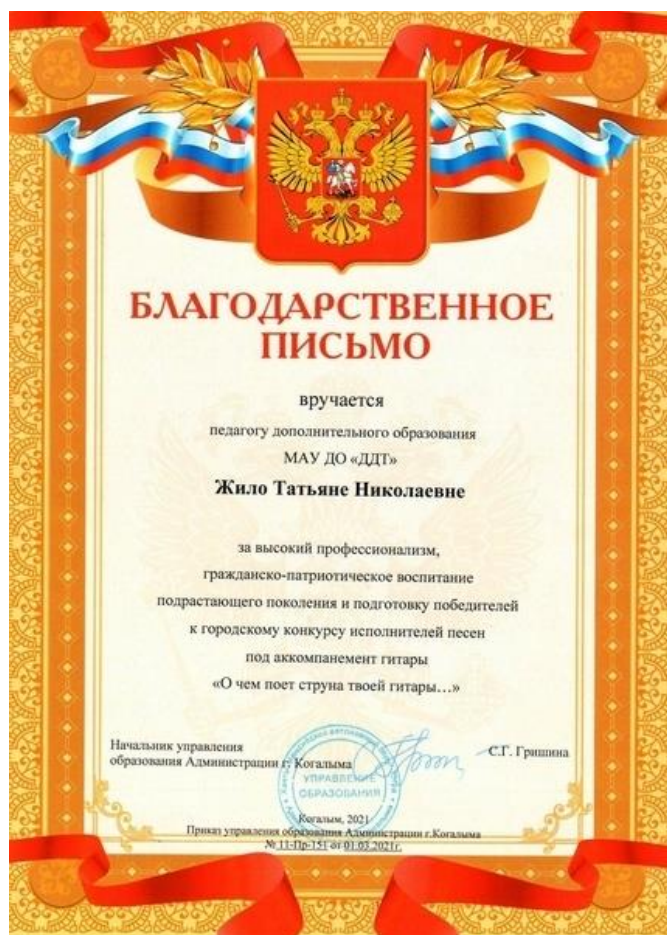 БЛАГОДАРСТВЕННОЕ
ПИСЬМО
вручается
педагогу дополнительного образования
МАУ ДО «ДДТ»
Жило Татьяне Николаевне
за высокий профессионализм,
гражданско-патриотическое воспитание
подрастающего поколения и подготовку победителей
к городскому конкурсу исполнителей песен
под аккомпанемент гитары
«О чем поет струна твоей гитары…»
Начальник управления
образования Администрации г. Когалыма
С.Г. Гришина
УПРАВЛЕНИЕ
ОБРАЗОВАНИЯ
Когалым, 2021
Приказ управления образования Администрации г.Когалыма
№ 11-Пр-151 от 01.03.2021г.